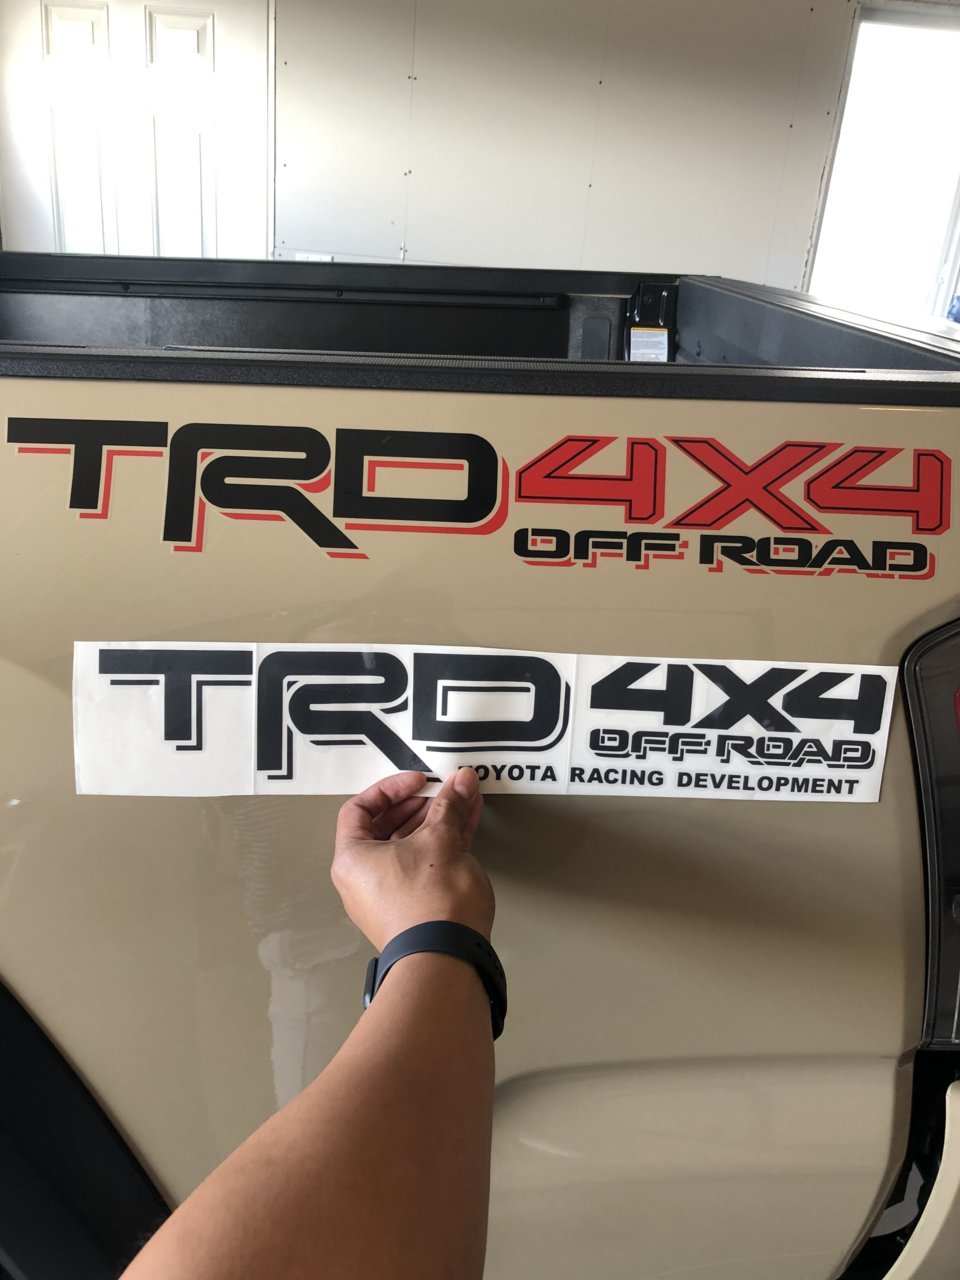 TRD 4X4
OFF ROAD
TRD 4X4
OFF ROAD
TOYOTA RACING DEVELOPMENT